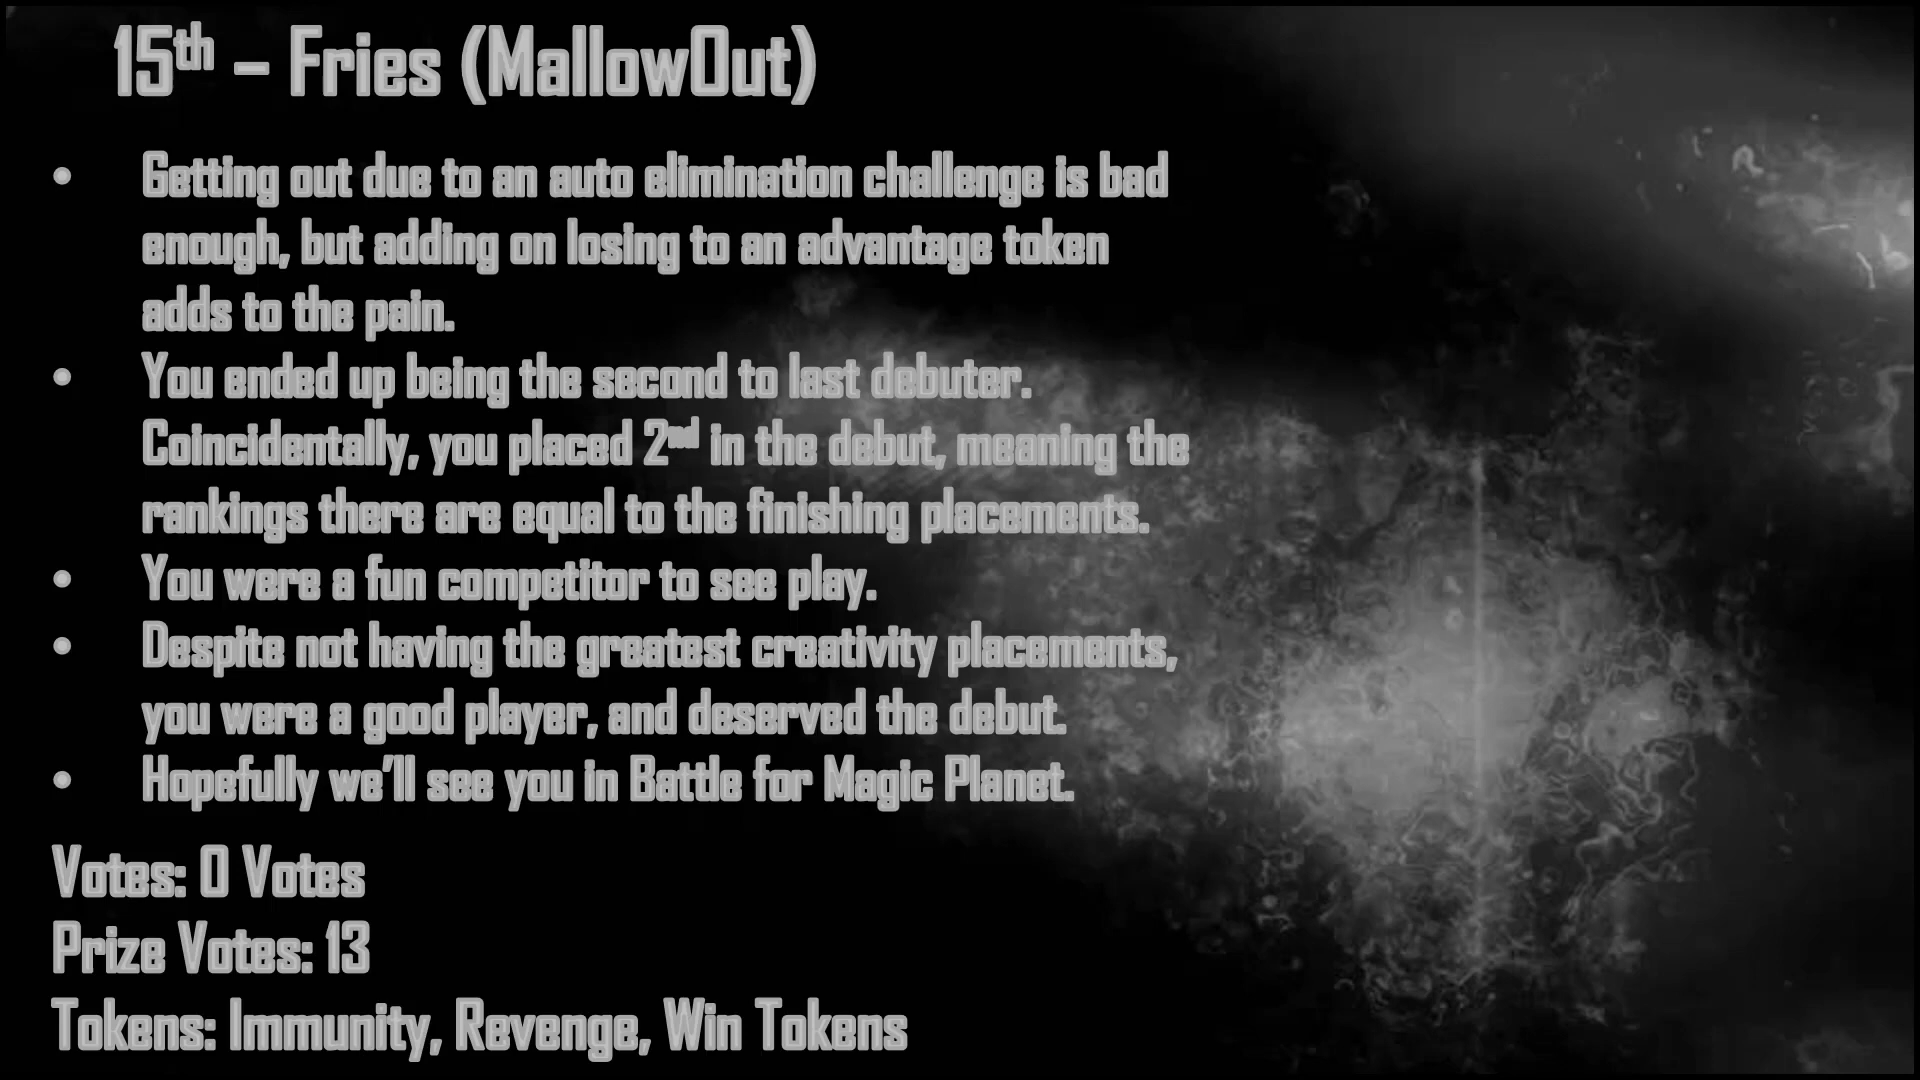 15th – Fries (MallowOut)
• Getting out due to an auto elimination challenge is bad
enough, but adding on losing to an advantage token
adds to the pain.
• You ended up being the second to last debuter.
Coincidentally, you placed 2nd in the debut, meaning the
rankings there are equal to the finishing placements.
• You were a fun competitor to see play.
• Despite not having the greatest creativity placements,
you were a good player, and deserved the debut.
• Hopefully we’ll see you in Battle for Magic Planet.
Votes: 0 Votes
Prize Votes: 13
Tokens: Immunity, Revenge, Win Tokens